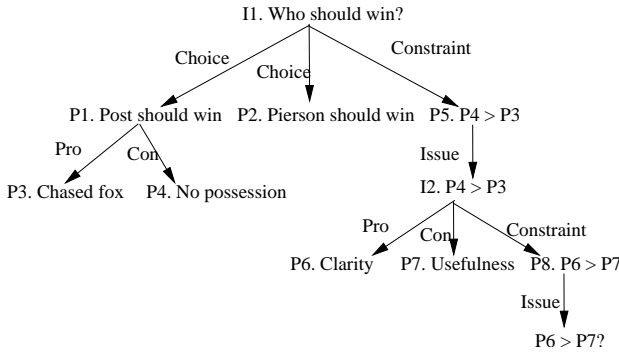 I1. Who should win?
Choice
Choice
Constraint
P1. Post should win
P2. Pierson should win
P5. P4 > P3
Pro
Con
Issue
P3. Chased fox
P4. No possession
I2. P4 > P3
Pro
Con
Constraint
P6. Clarity
P7. Usefulness
P8. P6 > P7
Issue
P6 > P7?